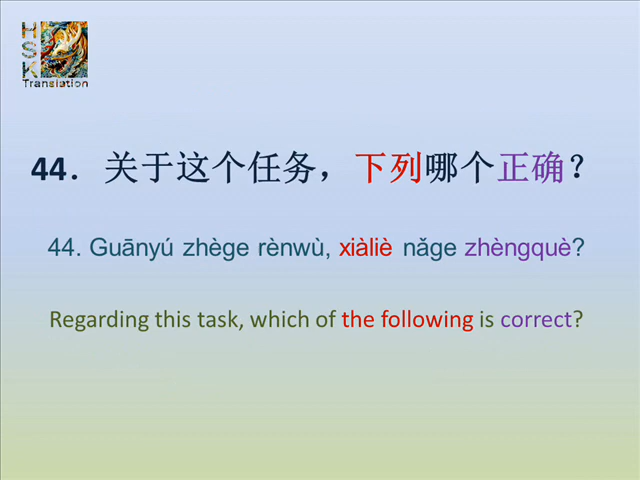 H
S
K
Translation
44. 关于这个任务，下列哪个正确？
44. Guānyú zhège rènwù, xiàliè nǎge zhèngquè?
Regarding this task, which of the following is correct?